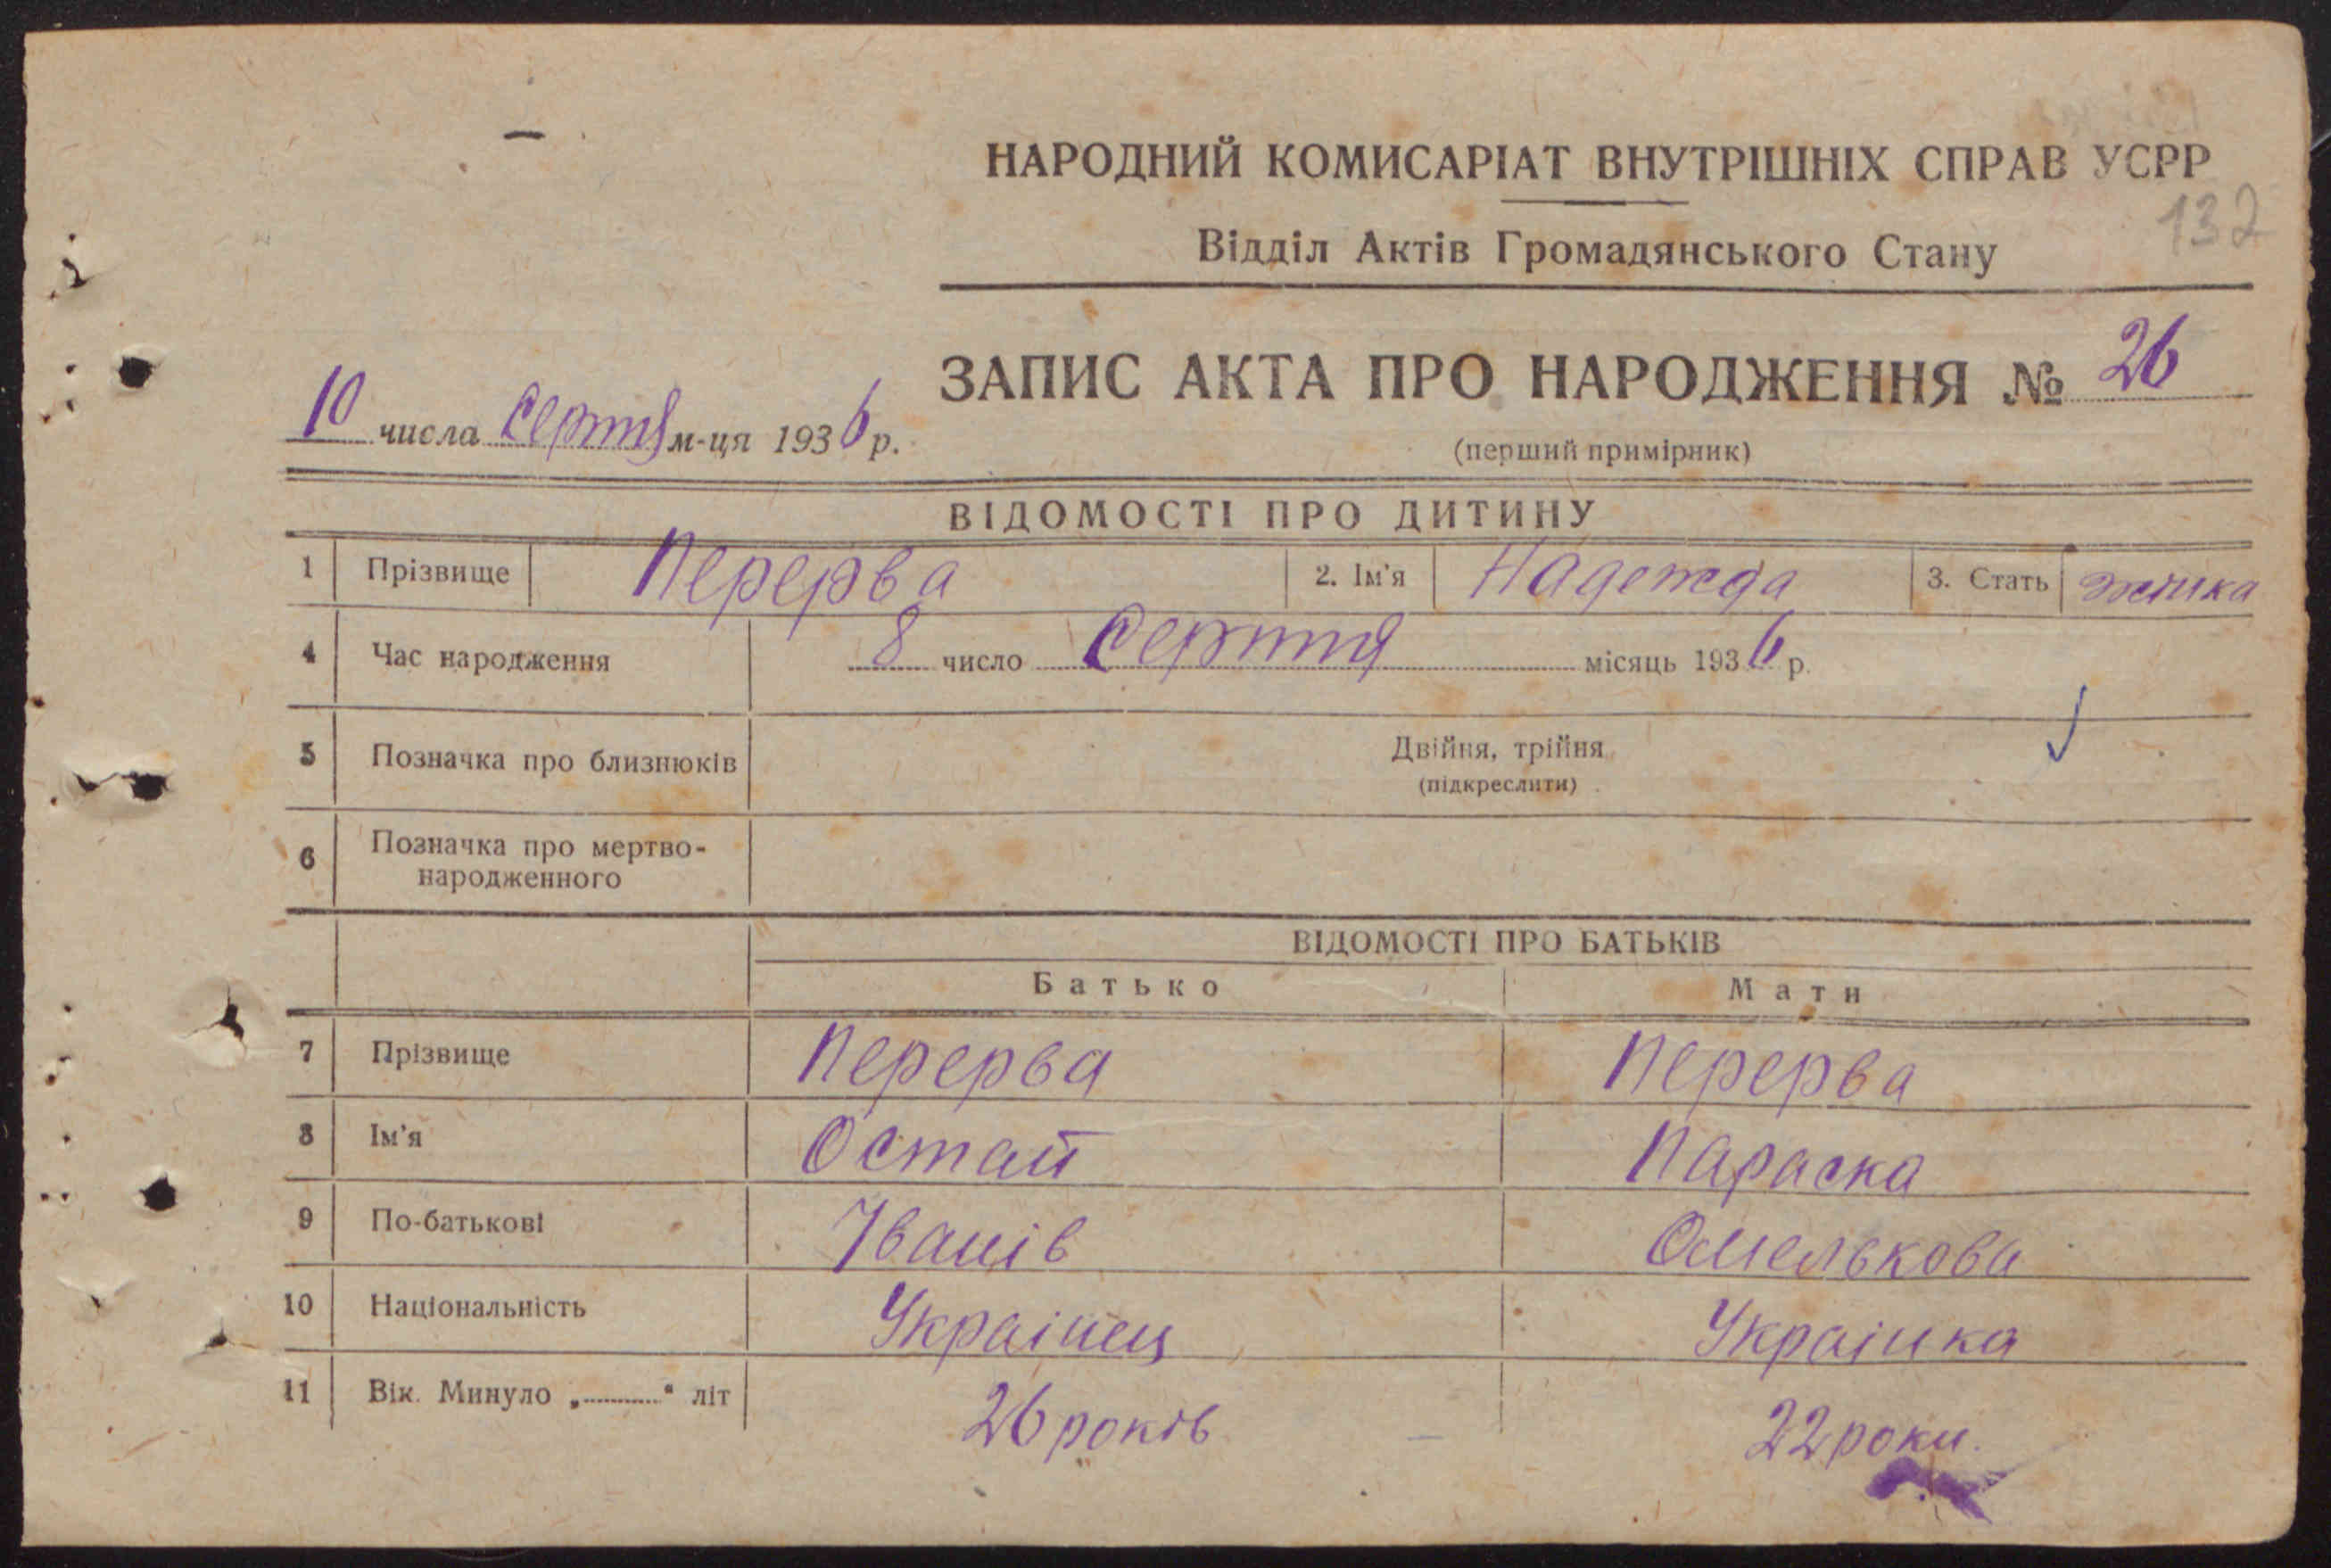 НАРОДНИЙ КОМИСАРІАТ ВНУТРІШНІХ СПРАВ УСРР
132
Відділ Актів Громадянського Стану
ЗАПИС АКТА ПРО НАРОДЖЕННЯ № 26
10 числа серпня м-ця 1936 р.
(перший примірник)
ВІДОМОСТІ ПРО ДИТИНУ
1 Прізвище Перерва 2. Ім'я Надежда 3. Стать
4 Час народження 8 число серпня місяць 1936 р.
5 Позначка про близнюків Двійня, трійня
(підкреслити)
6 Позначка про мертво-
народженного
ВІДОМОСТІ ПРО БАТЬКІВ
Батько Мати
7 Прізвище Перерва Перерва
8 Ім'я Остап Параска
9 По-батькові Іванів Омелькова
10 Національність Украінец Украінка
11 Вік. Минуло „..........“ літ 26 років 22 роки.